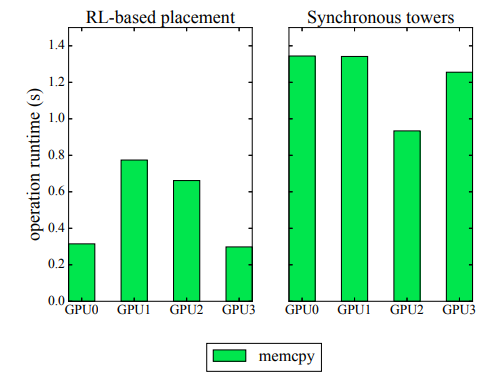 RL-based placement
Synchronous towers
operation runtime (s)
1.4
1.2
1.0
0.8
0.6
0.4
0.2
0.0
GPU0 GPU1 GPU2 GPU3
GPU0 GPU1 GPU2 GPU3
memcpy